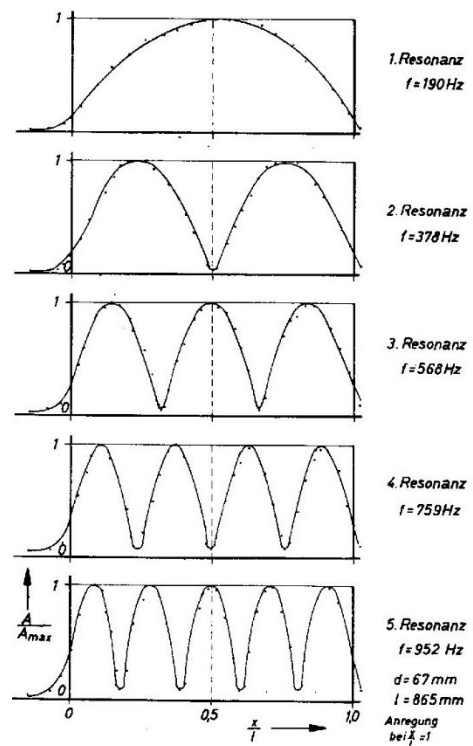 1
1. Resonanz
f = 190 Hz
1
0
2. Resonanz
f = 378 Hz
1
0
3. Resonanz
f = 568 Hz
1
0
4. Resonanz
f = 759 Hz
1
0
A
Amax
5. Resonanz
f = 952 Hz
d = 67 mm
l = 865 mm
0
0,5
1,0
x
l
Anregung
bei x/l = 1